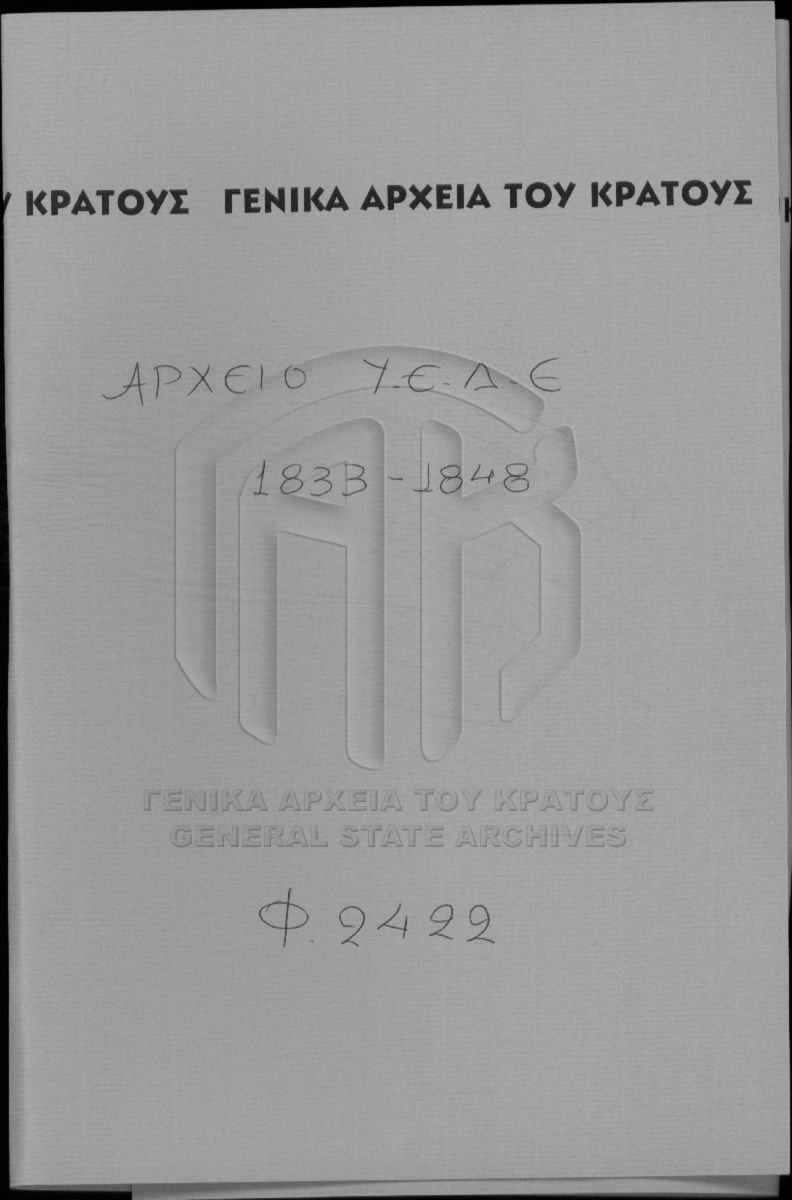 ΚΡΑΤΟΥΣ ΓΕΝΙΚΑ ΑΡΧΕΙΑ ΤΟΥ ΚΡΑΤΟΥΣ
ΑΡΧΕΙΟ Υ.Ε.Δ.Ε
1833-1848
ΓΕΝΙΚΑ ΑΡΧΕΙΑ ΤΟΥ ΚΡΑΤΟΥΣ
GENERAL STATE ARCHIVES
Φ. 2422